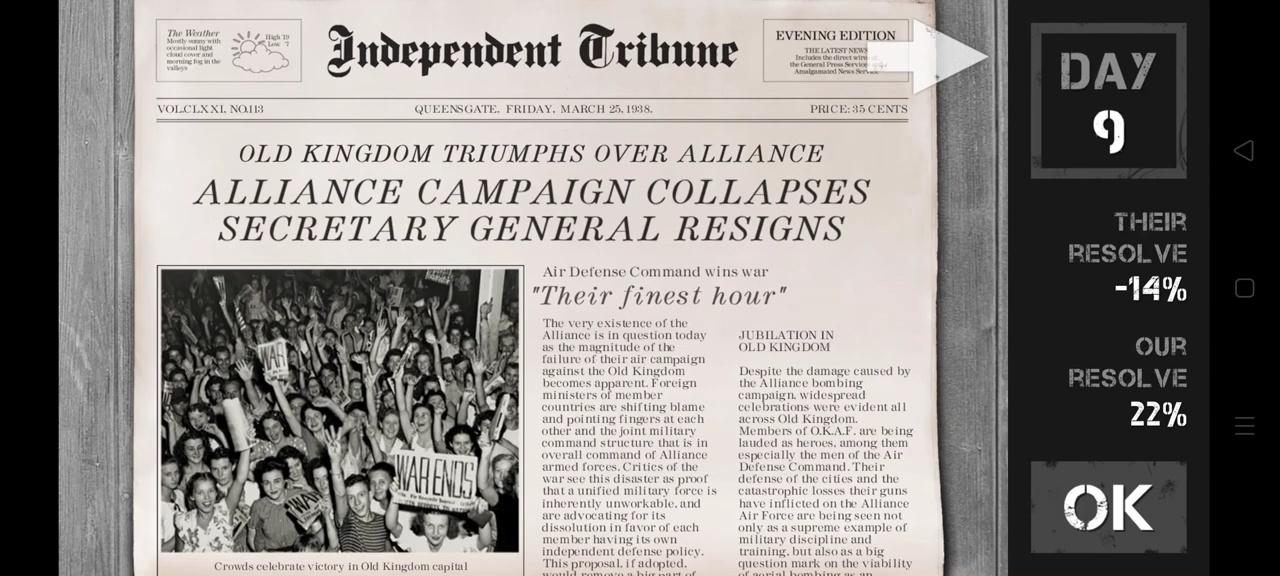 The Weather
Mostly sunny with
occasional light
cloud cover and
morning fog in the
valleys
High 19
Low 7
Independent Tribune
EVENING EDITION
THE LATEST NEWS
Includes the direct wires of
the General Press Service
Amalgamated News Service
VOL.CLXXI, NO.113
QUEENSGATE, FRIDAY, MARCH 25, 1938.
PRICE: 35 CENTS
OLD KINGDOM TRIUMPHS OVER ALLIANCE
ALLIANCE CAMPAIGN COLLAPSES
SECRETARY GENERAL RESIGNS
WAR
WAR ENDS
WAR
Crowds celebrate victory in Old Kingdom capital
Air Defense Command wins war
"Their finest hour"
The very existence of the
Alliance is in question today
as the magnitude of the
failure of their air campaign
against the Old Kingdom
becomes apparent. Foreign
ministers of member
countries are shifting blame
and pointing fingers at each
other and the joint military
command structure that is in
overall command of Alliance
armed forces. Critics of the
war see this disaster as proof
that a unified military force is
inherently unworkable, and
are advocating for its
dissolution in favor of each
member having its own
independent defense policy.
This proposal, if adopted,
would remove a big part of
JUBILATION IN
OLD KINGDOM
Despite the damage caused by
the Alliance bombing
campaign, widespread
celebrations were evident all
across Old Kingdom.
Members of O.K.A.F. are being
lauded as heroes, among them
especially the men of the Air
Defense Command. Their
defense of the cities and the
catastrophic losses their guns
have inflicted on the Alliance
Air Force are being seen not
only as a supreme example of
military discipline and
training, but also as a big
question mark on the viability
of aerial bombing as an
DAY
9
THEIR
RESOLVE
-14%
OUR
RESOLVE
22%
OK